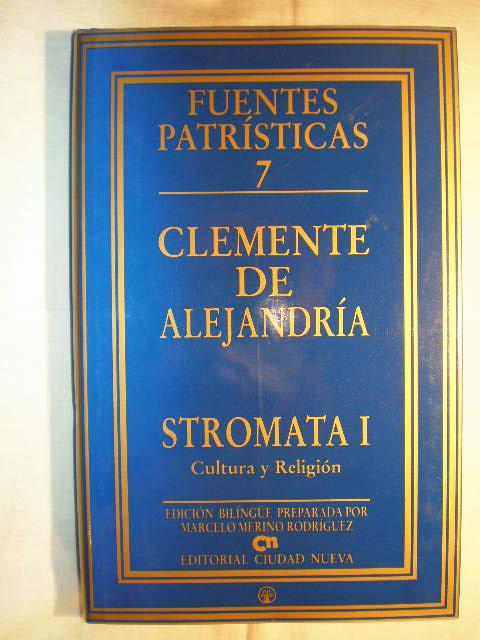 FUENTES
PATRÍSTICAS
7
CLEMENTE
DE
ALEJANDRÍA
STROMATA I
Cultura y Religión
EDICIÓN BILINGÜE PREPARADA POR
MARCELO MERINO RODRÍGUEZ
cn
EDITORIAL CIUDAD NUEVA